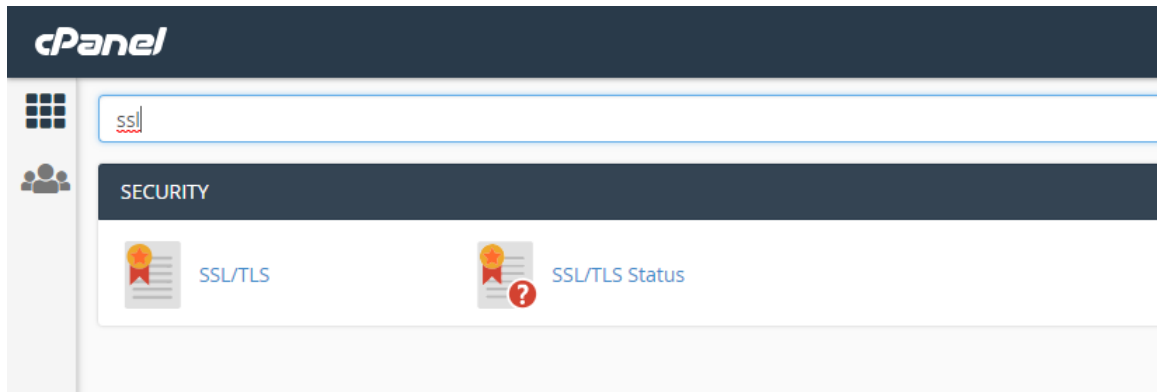 cPanel
ssl
SECURITY
SSL/TLS
SSL/TLS Status
?